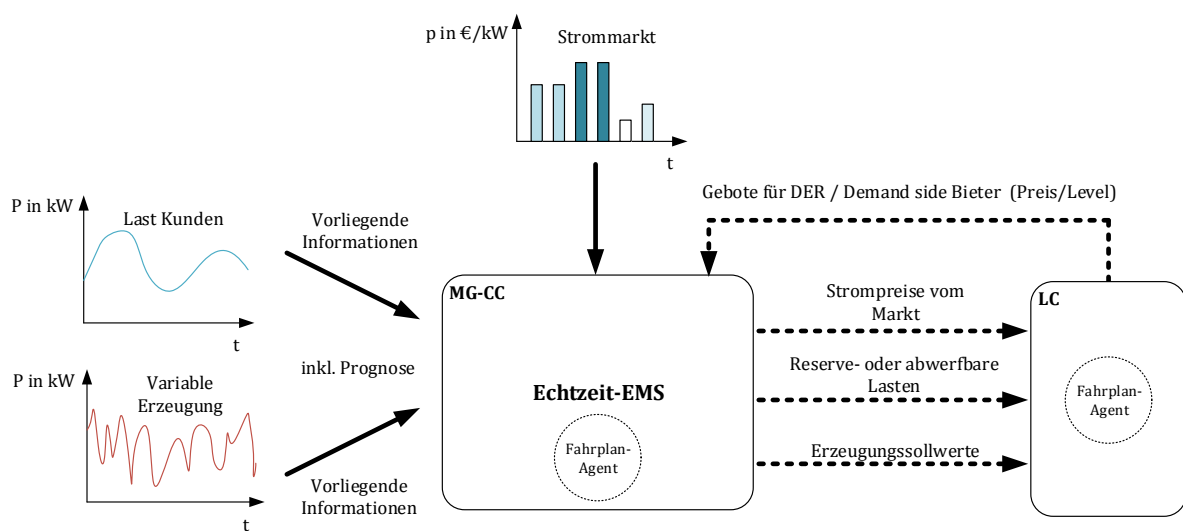 p in €/kW
Strommarkt
t
Gebote für DER / Demand side Bieter (Preis/Level)
P in kW
Last Kunden
t
Vorliegende
Informationen
inkl. Prognose
P in kW
Variable
Erzeugung
t
Vorliegende
Informationen
MG-CC
Echtzeit-EMS
Fahrplan-
Agent
Strompreise vom
Markt
Reserve- oder abwerfbare
Lasten
Erzeugungssollwerte
LC
Fahrplan-
Agent